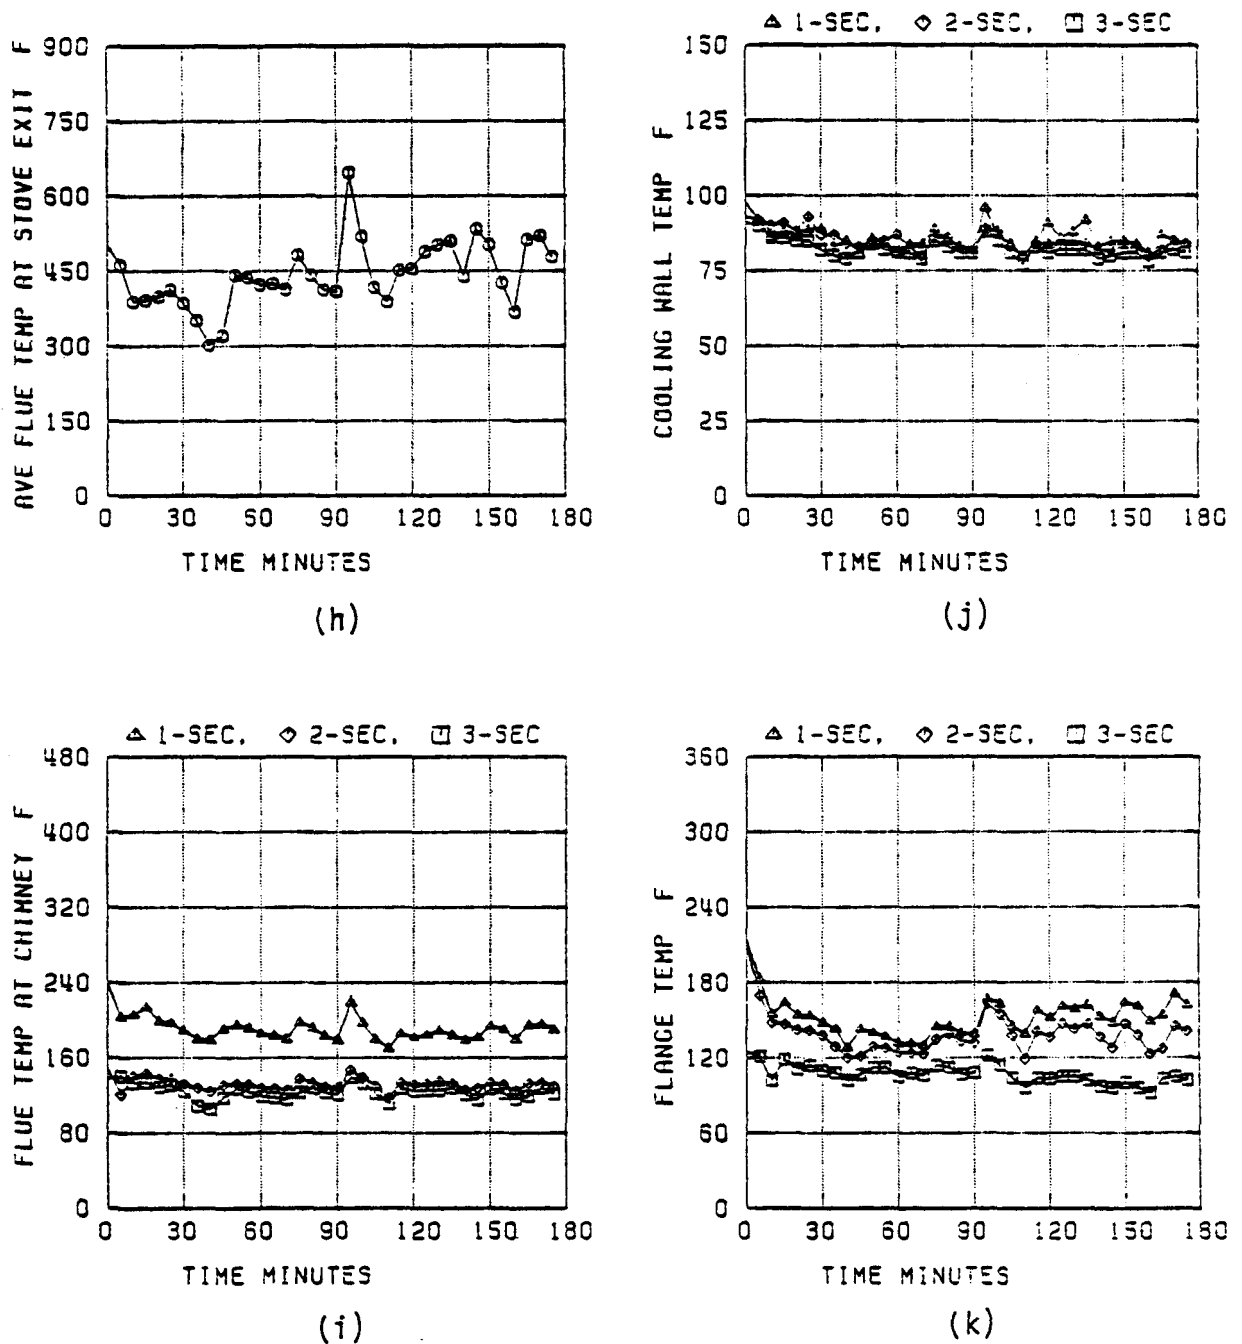 AVE FLUE TEMP AT STOVE EXIT F
900
750
600
450
300
150
0
0 30 60 90 120 150 180
TIME MINUTES
(h)
1-SEC, 2-SEC, 3-SEC
COOLING WALL TEMP F
150
125
100
75
50
25
0
0 30 60 90 120 150 180
TIME MINUTES
(j)
1-SEC, 2-SEC, 3-SEC
FLUE TEMP AT CHIMNEY F
480
400
320
240
160
80
0
0 30 60 90 120 150 180
TIME MINUTES
(i)
1-SEC, 2-SEC, 3-SEC
FLANGE TEMP F
360
300
240
180
120
60
0
0 30 60 90 120 150 180
TIME MINUTES
(k)